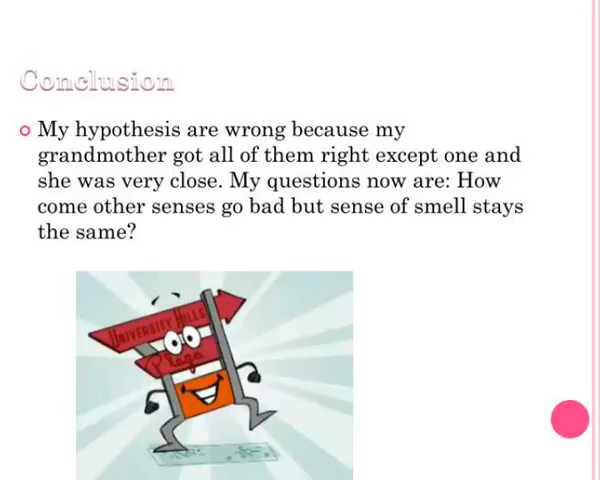 Conclusion
My hypothesis are wrong because my
grandmother got all of them right except one and
she was very close. My questions now are: How
come other senses go bad but sense of smell stays
the same?
UNIVERSITY HILLS
Plaza